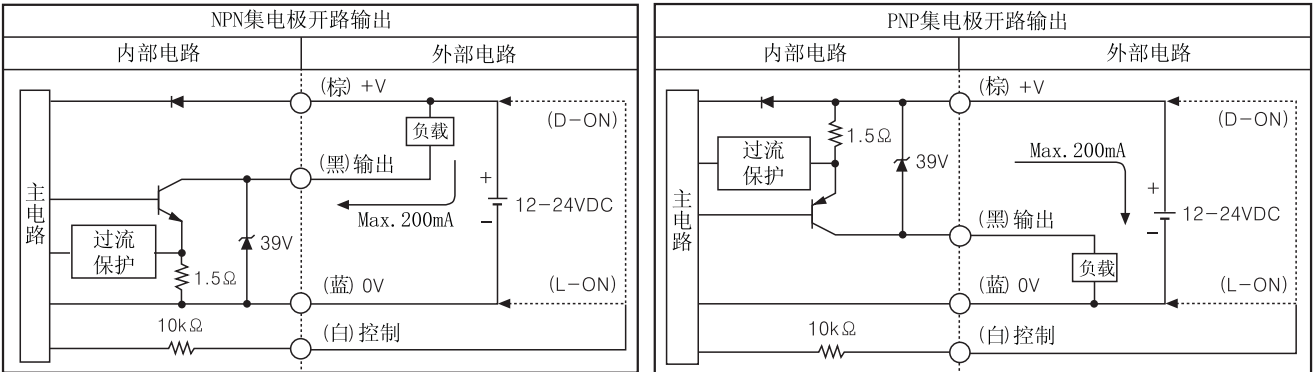 NPN集电极开路输出
内部电路
外部电路
(棕) +V
(D-ON)
负载
(黑) 输出
Max. 200mA
+
12-24VDC
-
主电路
过流
保护
39V
1.5Ω
(蓝) 0V
(L-ON)
10kΩ
(白) 控制
PNP集电极开路输出
内部电路
外部电路
(棕) +V
(D-ON)
1.5Ω
过流
保护
39V
Max. 200mA
+
12-24VDC
-
主电路
(黑) 输出
负载
(蓝) 0V
(L-ON)
10kΩ
(白) 控制